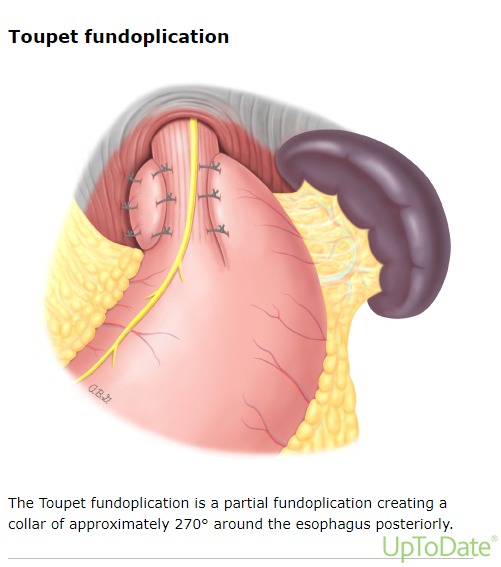 Toupet fundoplication
The Toupet fundoplication is a partial fundoplication creating a
collar of approximately 270° around the esophagus posteriorly.
UpToDate®